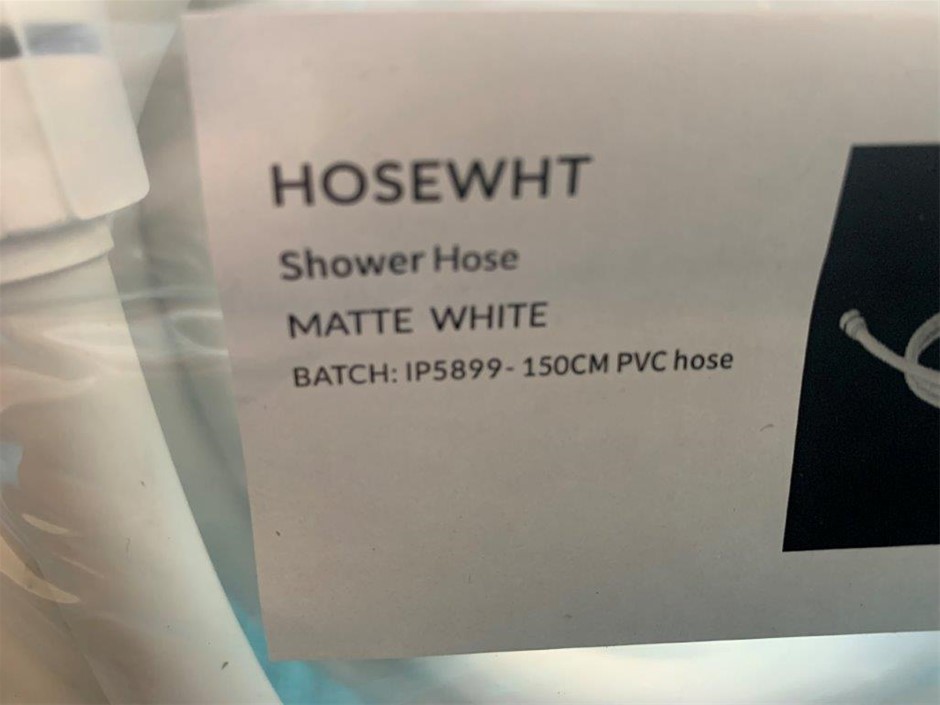 HOSEWHT
Shower Hose
MATTE WHITE
BATCH: IP5899- 150CM PVC hose